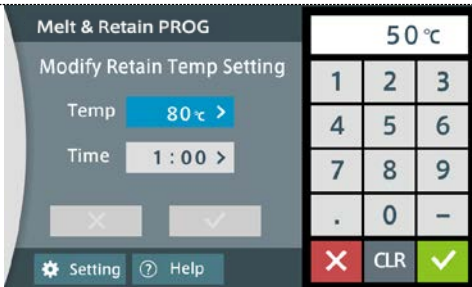 Melt & Retain PROG
Modify Retain Temp Setting
Temp 80℃ >
Time 1:00 >
Setting ? Help
50℃
1 2 3
4 5 6
7 8 9
. 0 −
CLR